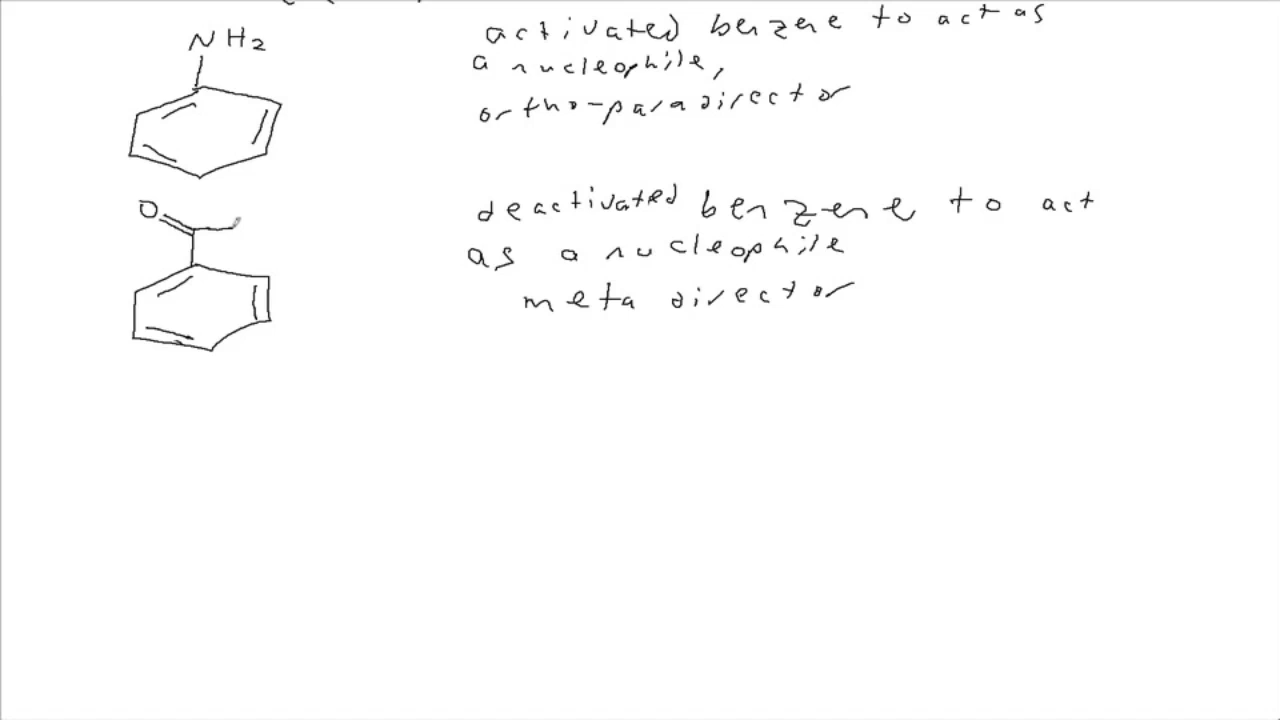 NH2
activated benzene to act as
a nucleophile,
ortho-para director
O
deactivated benzene to act
as a nucleophile
meta director